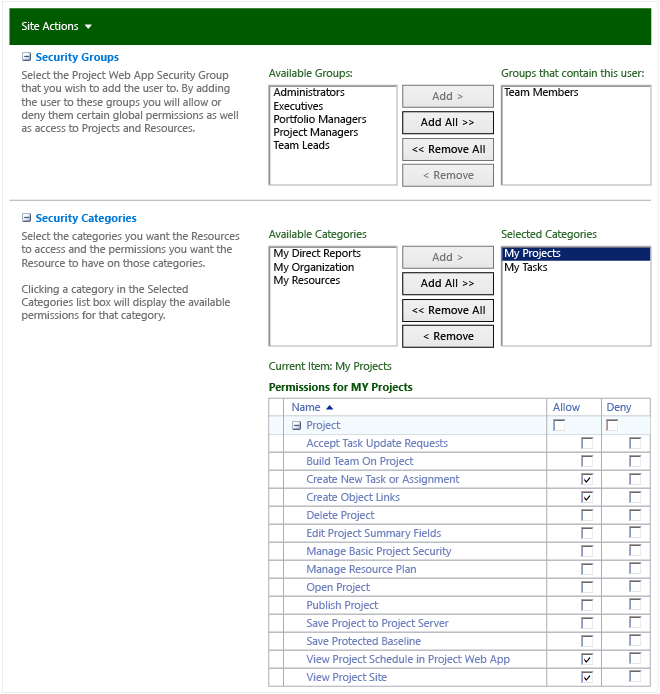 Site Actions
Security Groups
Select the Project Web App Security Group
that you wish to add the user to. By adding
the user to these groups you will allow or
deny them certain global permissions as well
as access to Projects and Resources.
Available Groups:
Administrators
Executives
Portfolio Managers
Project Managers
Team Leads
Add >
Add All >>
<< Remove All
< Remove
Groups that contain this user:
Team Members
Security Categories
Select the categories you want the Resources
to access and the permissions you want the
Resource to have on those categories.
Clicking a category in the Selected
Categories list box will display the available
permissions for that category.
Available Categories
My Direct Reports
My Organization
My Resources
Add >
Add All >>
<< Remove All
< Remove
Selected Categories
My Projects
My Tasks
Current Item: My Projects
Permissions for MY Projects
Name Allow Deny
Project
Accept Task Update Requests
Build Team On Project
Create New Task or Assignment
Create Object Links
Delete Project
Edit Project Summary Fields
Manage Basic Project Security
Manage Resource Plan
Open Project
Publish Project
Save Project to Project Server
Save Protected Baseline
View Project Schedule in Project Web App
View Project Site